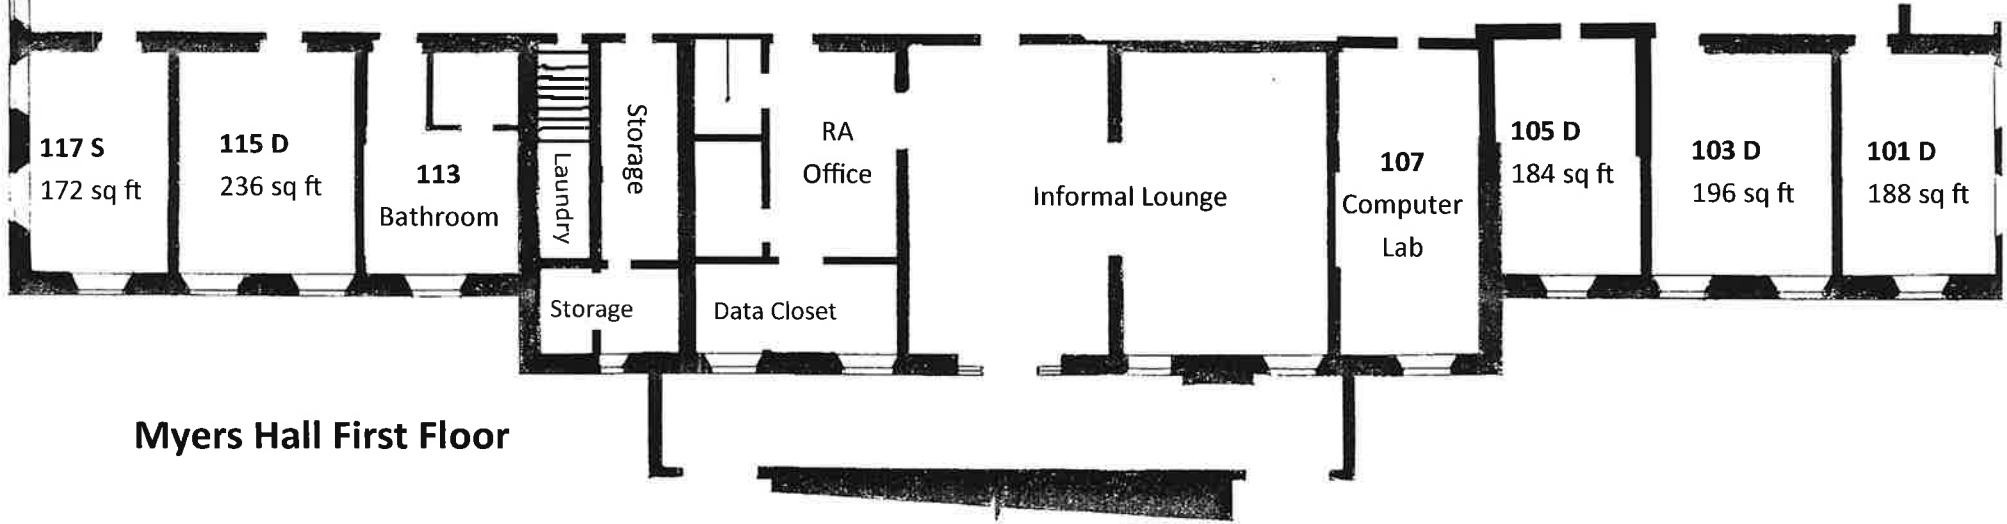 117 S
172 sq ft
115 D
236 sq ft
113
Bathroom
Laundry
Storage
Storage
RA
Office
Data Closet
Informal Lounge
107
Computer
Lab
105 D
184 sq ft
103 D
196 sq ft
101 D
188 sq ft
Myers Hall First Floor